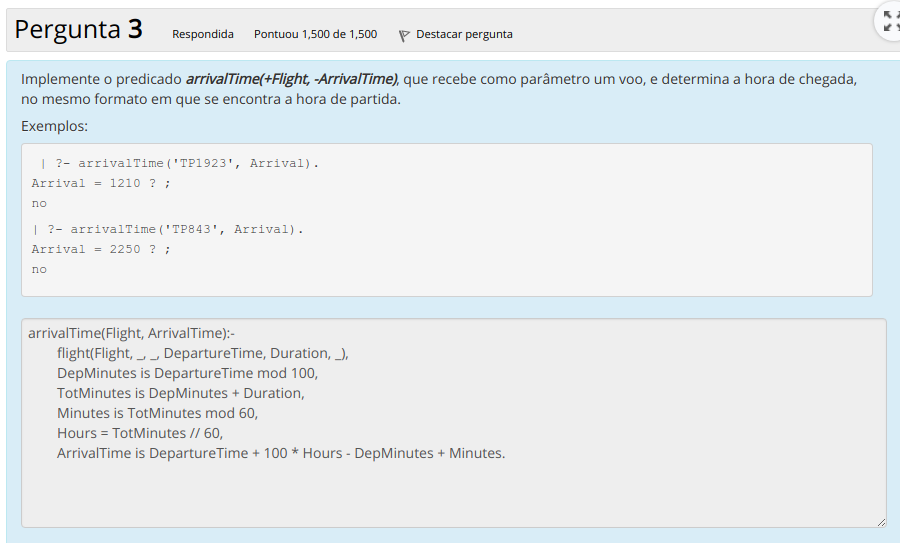 Pergunta 3 Respondida Pontuou 1,500 de 1,500 Destacar pergunta
Implemente o predicado arrivalTime(+Flight, -ArrivalTime), que recebe como parâmetro um voo, e determina a hora de chegada,
no mesmo formato em que se encontra a hora de partida.
Exemplos:
| ?- arrivalTime('TP1923', Arrival).
Arrival = 1210 ? ;
no
| ?- arrivalTime('TP843', Arrival).
Arrival = 2250 ? ;
no
arrivalTime(Flight, ArrivalTime):-
flight(Flight, _, _, DepartureTime, Duration, _),
DepMinutes is DepartureTime mod 100,
TotMinutes is DepMinutes + Duration,
Minutes is TotMinutes mod 60,
Hours = TotMinutes // 60,
ArrivalTime is DepartureTime + 100 * Hours - DepMinutes + Minutes.